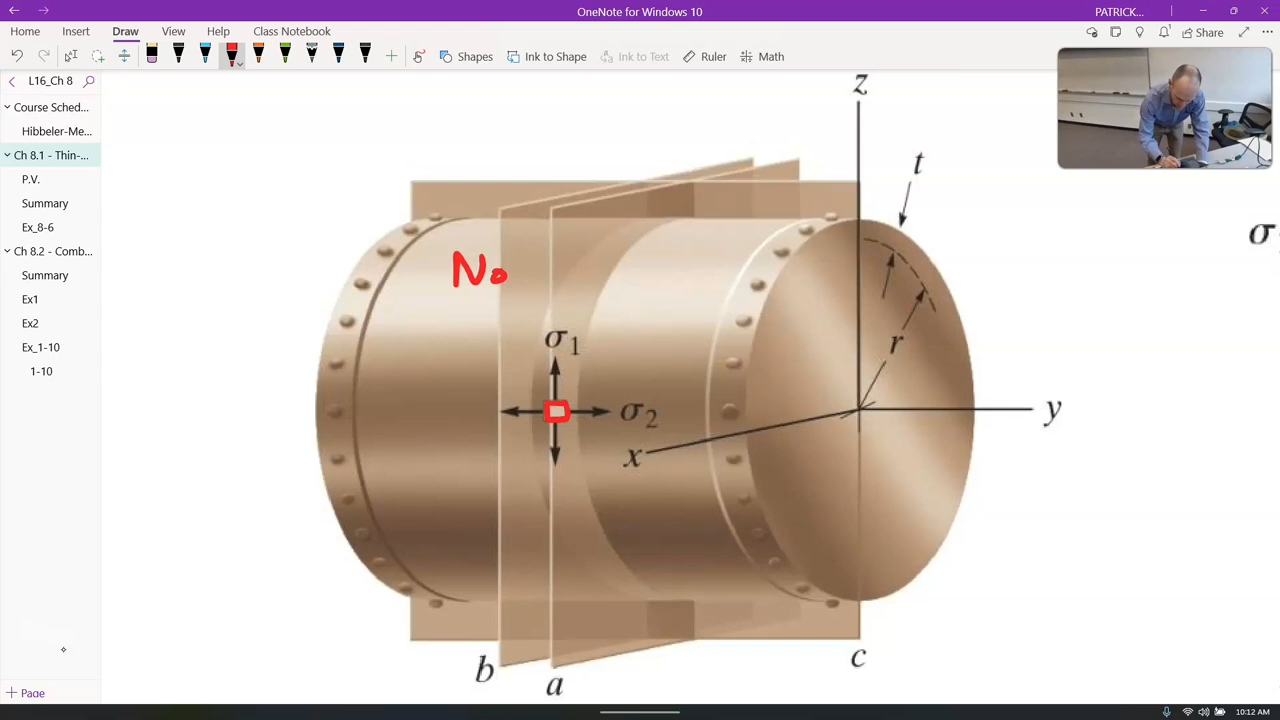 OneNote for Windows 10
PATRICK...
Home
Insert
Draw
View
Help
Class Notebook
Share
Shapes
Ink to Shape
Ink to Text
Ruler
Math
L16_Ch 8
Course Sched...
Hibbeler-Me...
Ch 8.1 - Thin-...
P.V.
Summary
Ex_8-6
Ch 8.2 - Comb...
Summary
Ex1
Ex2
Ex_1-10
1-10
Page
z
t
σ
No
σ1
r
σ2
y
x
b
a
c
10:12 AM